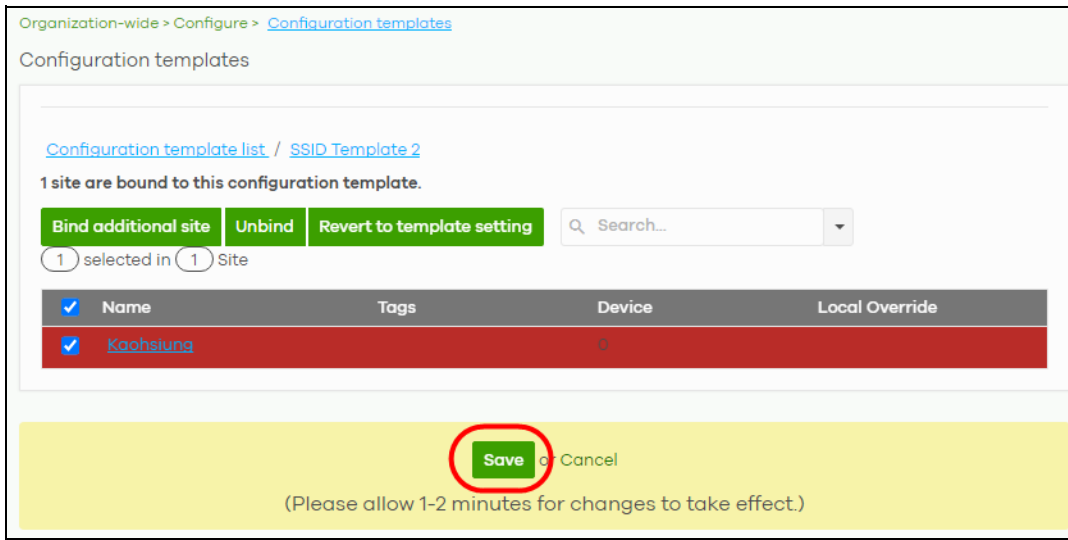 Organization-wide > Configure > Configuration templates
Configuration templates
Configuration template list / SSID Template 2
1 site are bound to this configuration template.
Bind additional site Unbind Revert to template setting Search...
1 selected in 1 Site
Name Tags Device Local Override
Kaohsiung 0
Save or Cancel
(Please allow 1-2 minutes for changes to take effect.)